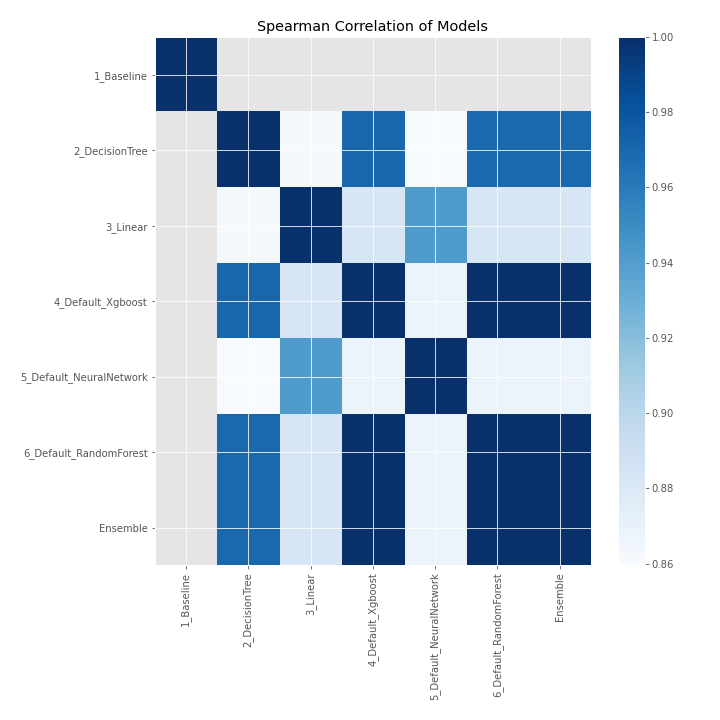 Spearman Correlation of Models
1_Baseline
2_DecisionTree
3_Linear
4_Default_Xgboost
5_Default_NeuralNetwork
6_Default_RandomForest
Ensemble
1.00
0.98
0.96
0.94
0.92
0.90
0.88
0.86
1_Baseline
2_DecisionTree
3_Linear
4_Default_Xgboost
5_Default_NeuralNetwork
6_Default_RandomForest
Ensemble